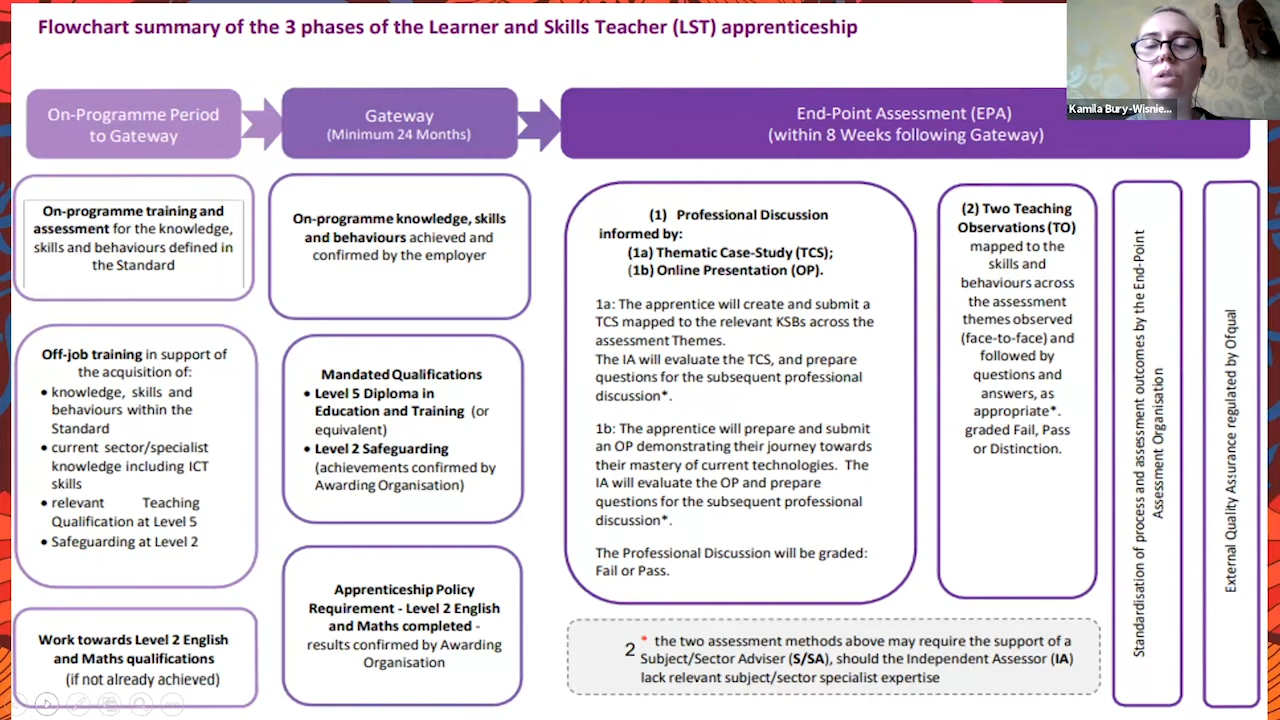 Flowchart summary of the 3 phases of the Learner and Skills Teacher (LST) apprenticeship
Kamila Bury-Wisnie...
On-Programme Period
to Gateway
Gateway
(Minimum 24 Months)
End-Point Assessment (EPA)
(within 8 Weeks following Gateway)
On-programme training and
assessment for the knowledge,
skills and behaviours defined in
the Standard
Off-job training in support of
the acquisition of:
• knowledge, skills and
behaviours within the
Standard
• current sector/specialist
knowledge including ICT
skills
• relevant Teaching
Qualification at Level 5
• Safeguarding at Level 2
Work towards Level 2 English
and Maths qualifications
(if not already achieved)
On-programme knowledge, skills
and behaviours achieved and
confirmed by the employer
Mandated Qualifications
• Level 5 Diploma in
Education and Training (or
equivalent)
• Level 2 Safeguarding
(achievements confirmed by
Awarding Organisation)
Apprenticeship Policy
Requirement - Level 2 English
and Maths completed -
results confirmed by Awarding
Organisation
(1) Professional Discussion
informed by:
(1a) Thematic Case-Study (TCS);
(1b) Online Presentation (OP).
1a: The apprentice will create and submit a
TCS mapped to the relevant KSBs across the
assessment Themes.
The IA will evaluate the TCS, and prepare
questions for the subsequent professional
discussion*.
1b: The apprentice will prepare and submit
an OP demonstrating their journey towards
their mastery of current technologies. The
IA will evaluate the OP and prepare
questions for the subsequent professional
discussion*.
The Professional Discussion will be graded:
Fail or Pass.
(2) Two Teaching
Observations (TO)
mapped to the
skills and
behaviours across
the assessment
themes observed
(face-to-face) and
followed by
questions and
answers, as
appropriate*.
graded Fail, Pass
or Distinction.
2 * the two assessment methods above may require the support of a
Subject/Sector Adviser (S/SA), should the Independent Assessor (IA)
lack relevant subject/sector specialist expertise
Standardisation of process and assessment outcomes by the End-Point
Assessment Organisation
External Quality Assurance regulated by Ofqual